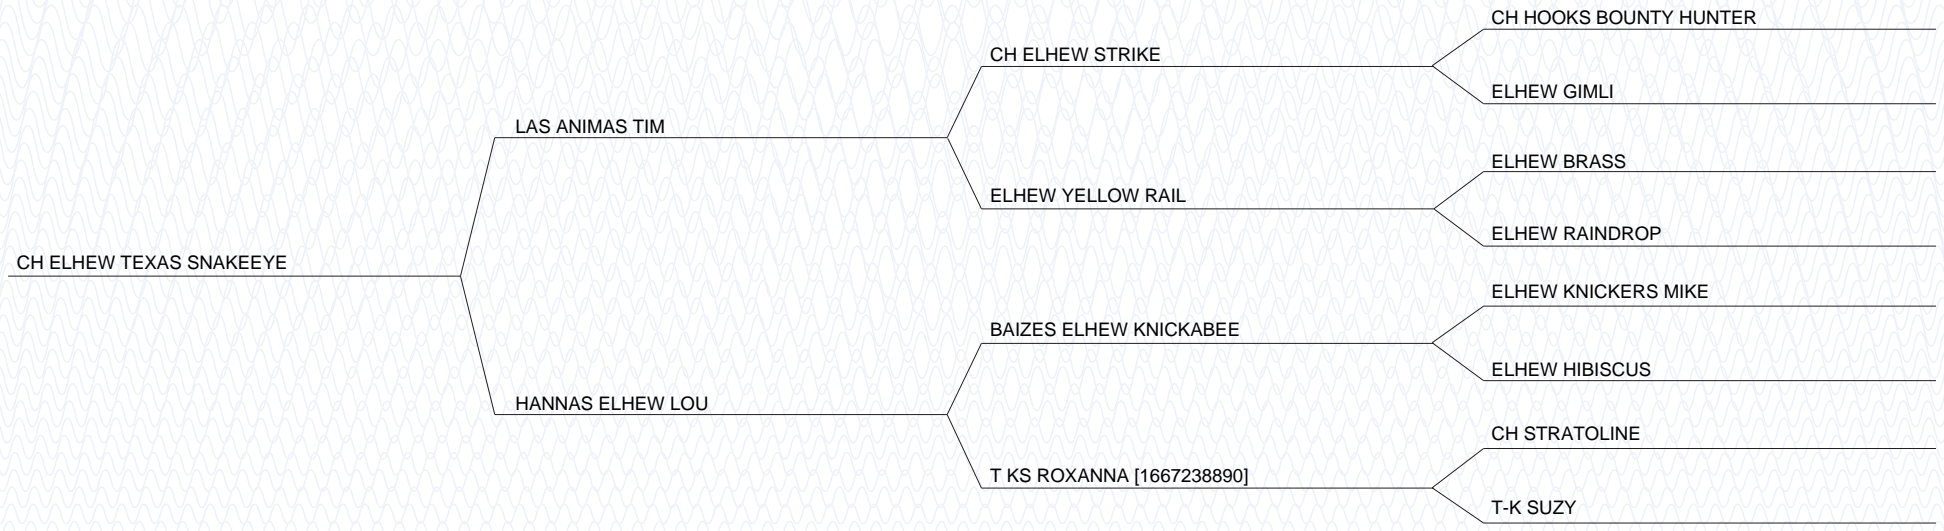 CH HOOKS BOUNTY HUNTER
CH ELHEW STRIKE
ELHEW GIMLI
LAS ANIMAS TIM
ELHEW BRASS
ELHEW YELLOW RAIL
ELHEW RAINDROP
CH ELHEW TEXAS SNAKEEYE
ELHEW KNICKERS MIKE
BAIZES ELHEW KNICKABEE
ELHEW HIBISCUS
HANNAS ELHEW LOU
CH STRATOLINE
T KS ROXANNA [1667238890]
T-K SUZY